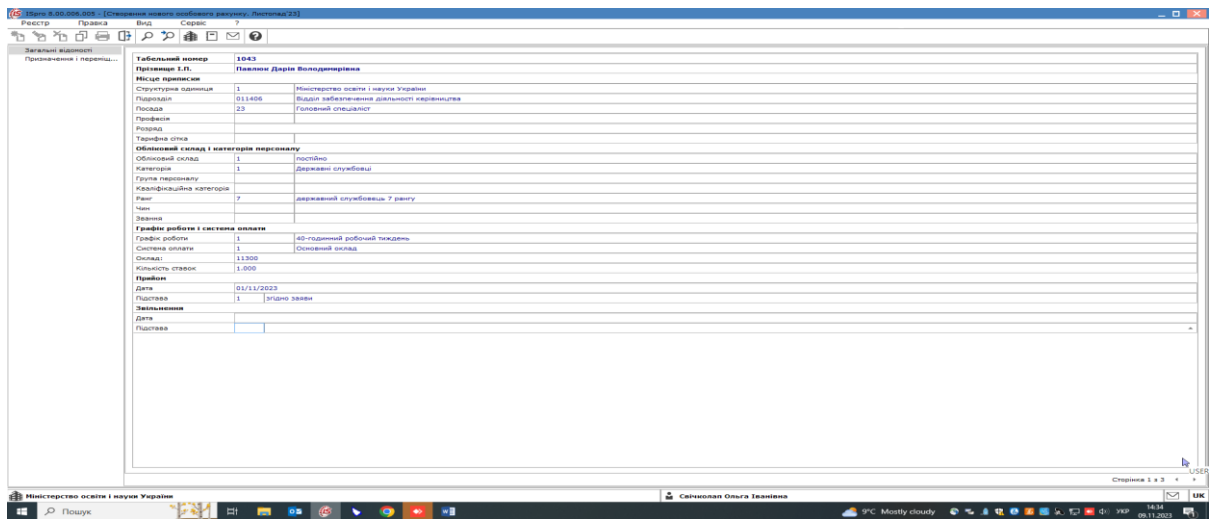 ISpro 8.00.006.005 - [Створення нового особового рахунку. Листопад'23]
Реєстр Правка Вид Сервіс ?
Загальні відомості
Призначення і переміщ...
Табельний номер 1043
Прізвище І.П. Павлюк Дарія Володимирівна
Місце приписки
Структурна одиниця 1 Міністерство освіти і науки України
Підрозділ 011406 Відділ забезпечення діяльності керівництва
Посада 23 Головний спеціаліст
Професія
Розряд
Тарифна сітка
Обліковий склад і категорія персоналу
Обліковий склад 1 постійно
Категорія 1 Державні службовці
Група персоналу
Кваліфікаційна категорія
Ранг 7 державний службовець 7 рангу
Чин
Звання
Графік роботи і система оплати
Графік роботи 1 40-годинний робочий тиждень
Система оплати 1 Основний оклад
Оклад: 11300
Кількість ставок 1.000
Прийом
Дата 01/11/2023
Підстава 1 згідно заяви
Звільнення
Дата
Підстава
USER
Сторінка 1 з 3
Міністерство освіти і науки України Свічколап Ольга Іванівна UK
Пошук 9°C Mostly cloudy УКР 14:34
09.11.2023